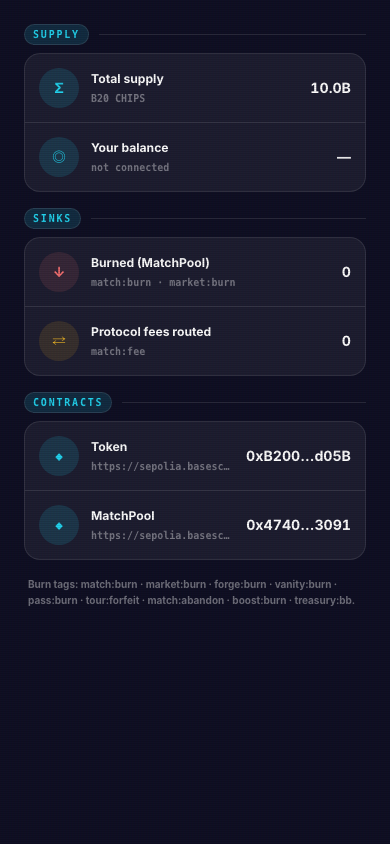 SUPPLY
Σ
Total supply
10.0B
B20 CHIPS
Your balance
—
not connected
SINKS
Burned (MatchPool)
0
match:burn · market:burn
Protocol fees routed
0
match:fee
CONTRACTS
Token
0xB200...d05B
https://sepolia.basesc…
MatchPool
0x4740...3091
https://sepolia.basesc…
Burn tags: match:burn · market:burn · forge:burn · vanity:burn ·
pass:burn · tour:forfeit · match:abandon · boost:burn · treasury:bb.